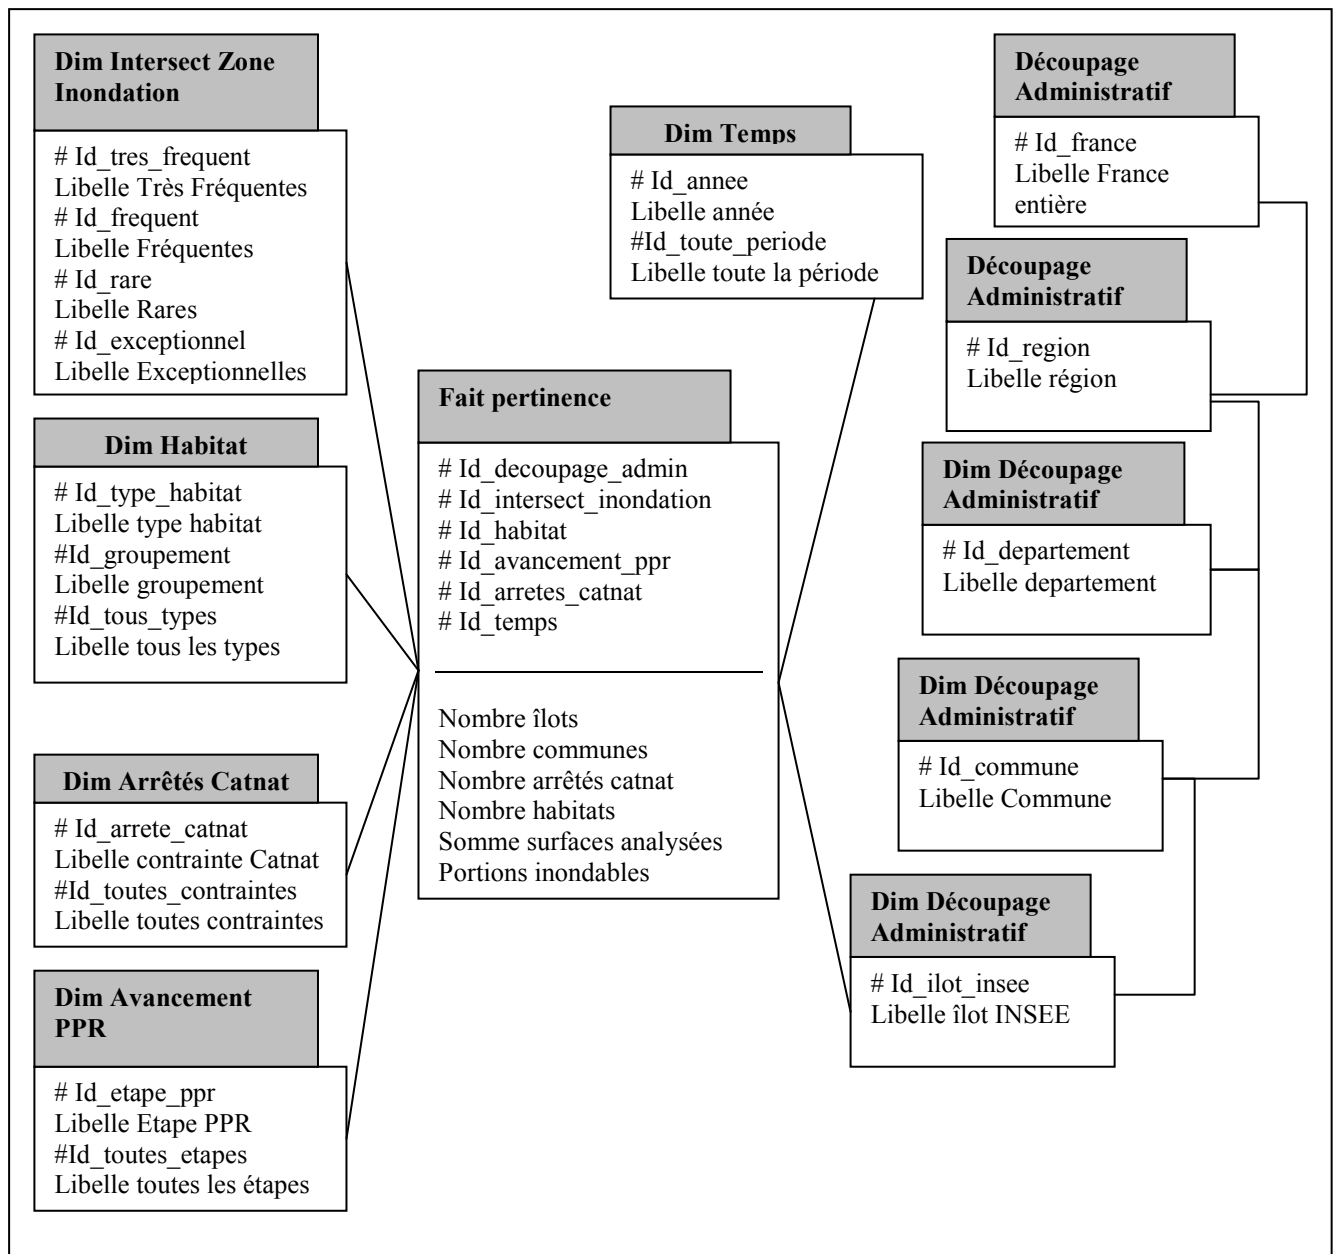 Dim Intersect Zone
Inondation
# Id_tres_frequent
Libelle Très Fréquentes
# Id_frequent
Libelle Fréquentes
# Id_rare
Libelle Rares
# Id_exceptionnel
Libelle Exceptionnelles
Dim Habitat
# Id_type_habitat
Libelle type habitat
#Id_groupement
Libelle groupement
#Id_tous_types
Libelle tous les types
Dim Arrêtés Catnat
# Id_arrete_catnat
Libelle contrainte Catnat
#Id_toutes_contraintes
Libelle toutes contraintes
Dim Avancement
PPR
# Id_etape_ppr
Libelle Etape PPR
#Id_toutes_etapes
Libelle toutes les étapes
Fait pertinence
# Id_decoupage_admin
# Id_intersect_inondation
# Id_habitat
# Id_avancement_ppr
# Id_arretes_catnat
# Id_temps
Nombre îlots
Nombre communes
Nombre arrêtés catnat
Nombre habitats
Somme surfaces analysées
Portions inondables
Dim Temps
# Id_annee
Libelle année
#Id_toute_periode
Libelle toute la période
Découpage
Administratif
# Id_france
Libelle France
entière
Découpage
Administratif
# Id_region
Libelle région
Dim Découpage
Administratif
# Id_departement
Libelle departement
Dim Découpage
Administratif
# Id_commune
Libelle Commune
Dim Découpage
Administratif
# Id_ilot_insee
Libelle îlot INSEE